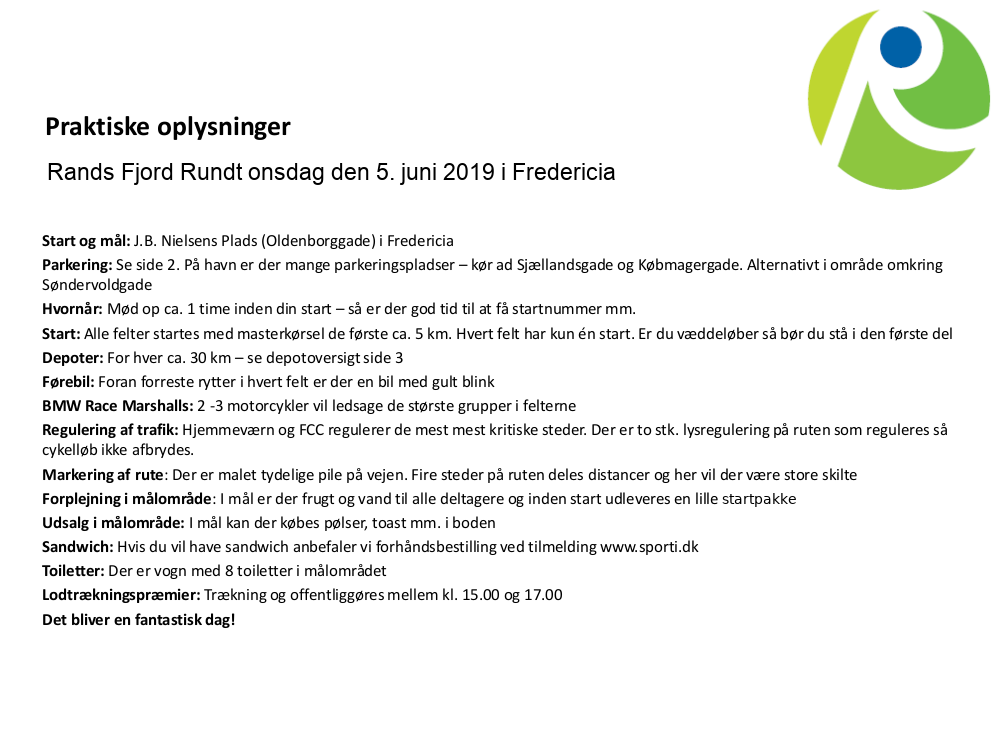 Praktiske oplysninger
Rands Fjord Rundt onsdag den 5. juni 2019 i Fredericia
Start og mål: J.B. Nielsens Plads (Oldenborggade) i Fredericia
Parkering: Se side 2. På havn er der mange parkeringspladser – kør ad Sjællandsgade og Købmagergade. Alternativt i område omkring
Søndervoldgade
Hvornår: Mød op ca. 1 time inden din start – så er der god tid til at få startnummer mm.
Start: Alle felter startes med masterkørsel de første ca. 5 km. Hvert felt har kun én start. Er du væddeløber så bør du stå i den første del
Depoter: For hver ca. 30 km – se depotoversigt side 3
Førebil: Foran forreste rytter i hvert felt er der en bil med gult blink
BMW Race Marshalls: 2 -3 motorcykler vil ledsage de største grupper i felterne
Regulering af trafik: Hjemmeværn og FCC regulerer de mest mest kritiske steder. Der er to stk. lysregulering på ruten som reguleres så
cykelløb ikke afbrydes.
Markering af rute: Der er malet tydelige pile på vejen. Fire steder på ruten deles distancer og her vil der være store skilte
Forplejning i målområde: I mål er der frugt og vand til alle deltagere og inden start udleveres en lille startpakke
Udsalg i målområde: I mål kan der købes pølser, toast mm. i boden
Sandwich: Hvis du vil have sandwich anbefaler vi forhåndsbestilling ved tilmelding www.sporti.dk
Toiletter: Der er vogn med 8 toiletter i målområdet
Lodtrækningspræmier: Trækning og offentliggøres mellem kl. 15.00 og 17.00
Det bliver en fantastisk dag!